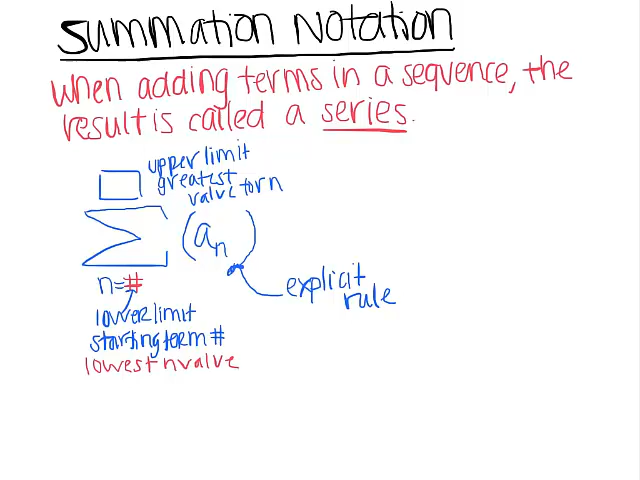 Summation Notation
When adding terms in a sequence, the
result is called a series.
upper limit
greatest
value for n
Σ (aₙ)
n=#
explicit
rule
lower limit
starting term #
lowest n value